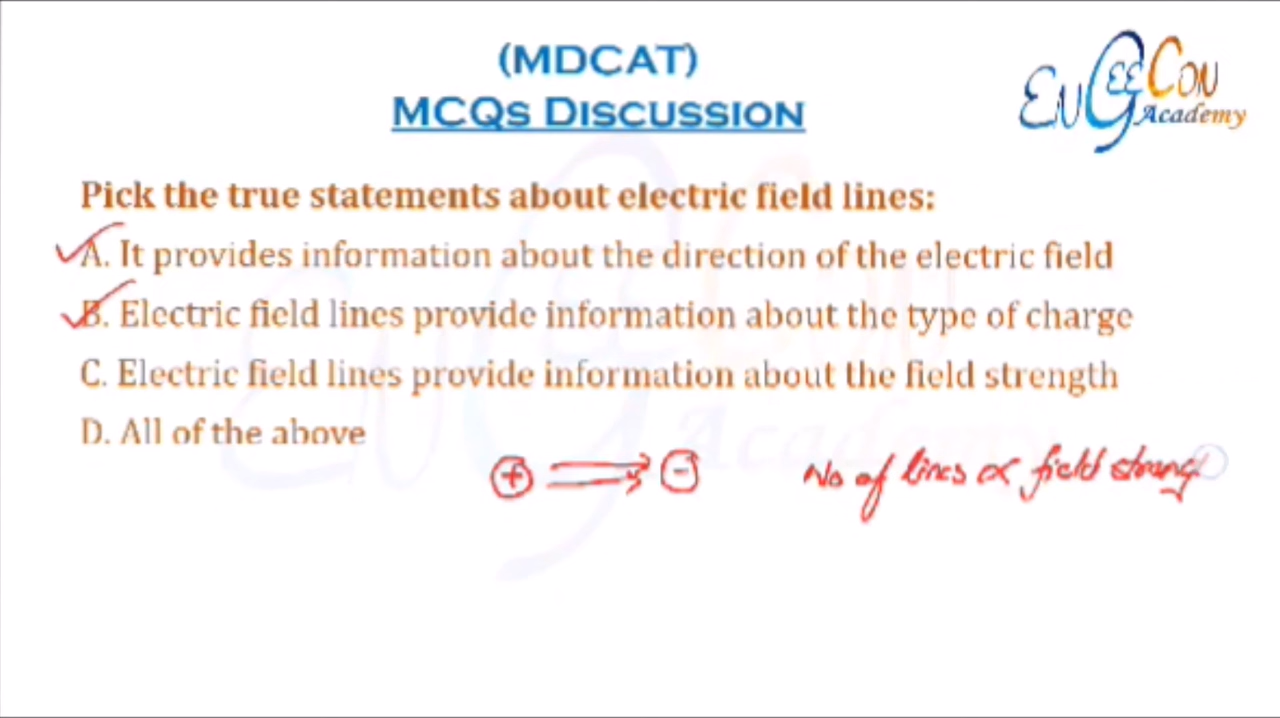 (MDCAT)
MCQs Discussion
EuGeeCon
Academy
Pick the true statements about electric field lines:
A. It provides information about the direction of the electric field
B. Electric field lines provide information about the type of charge
C. Electric field lines provide information about the field strength
D. All of the above
+ - No of lines ∝ field streng